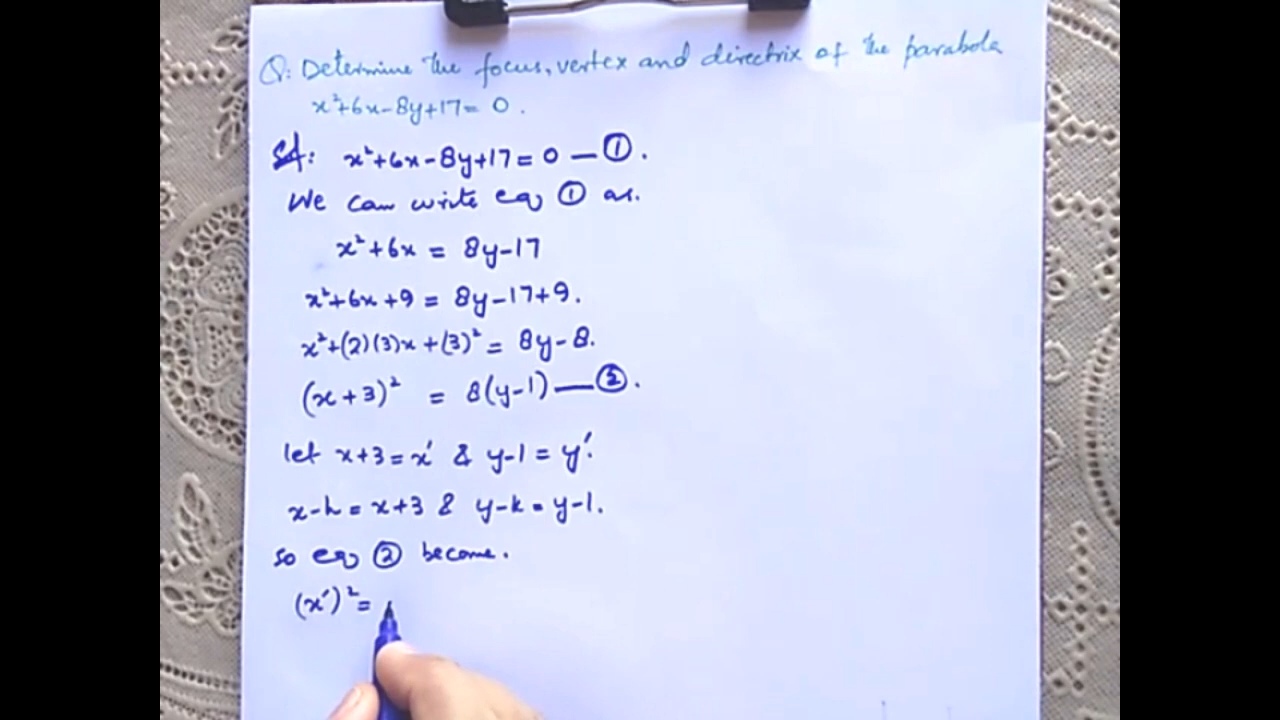 Q: Determine the focus, vertex and directrix of the parabola
x²+6x-8y+17= 0.
Sol: x²+6x-8y+17=0 — ①.
We can write eq ① as.
x²+6x = 8y-17
x²+6x+9 = 8y-17+9.
x²+(2)(3)x+(3)² = 8y-8.
(x+3)² = 8(y-1) — ②.
let x+3=x' & y-1=y'.
x-h=x+3 & y-k=y-1.
so eq ② become.
(x')²=